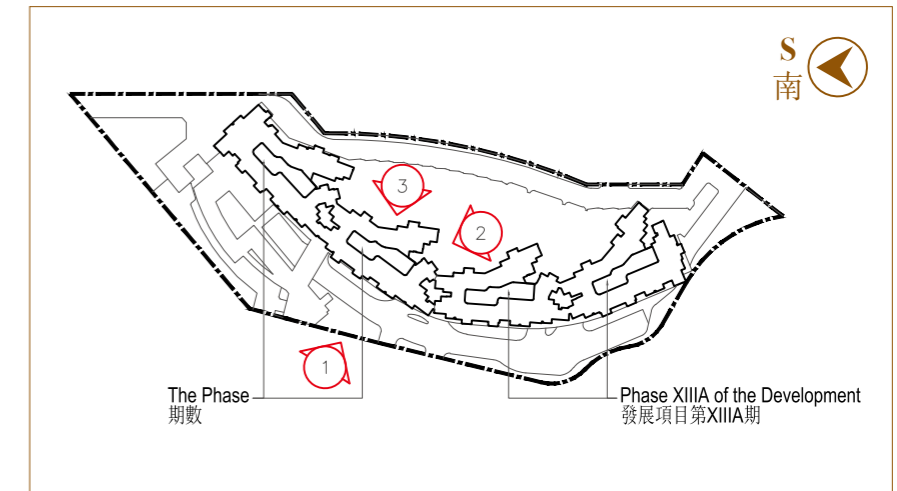 S
南
3
2
1
The Phase
期數
Phase XIIIA of the Development
發展項目第XIIIA期